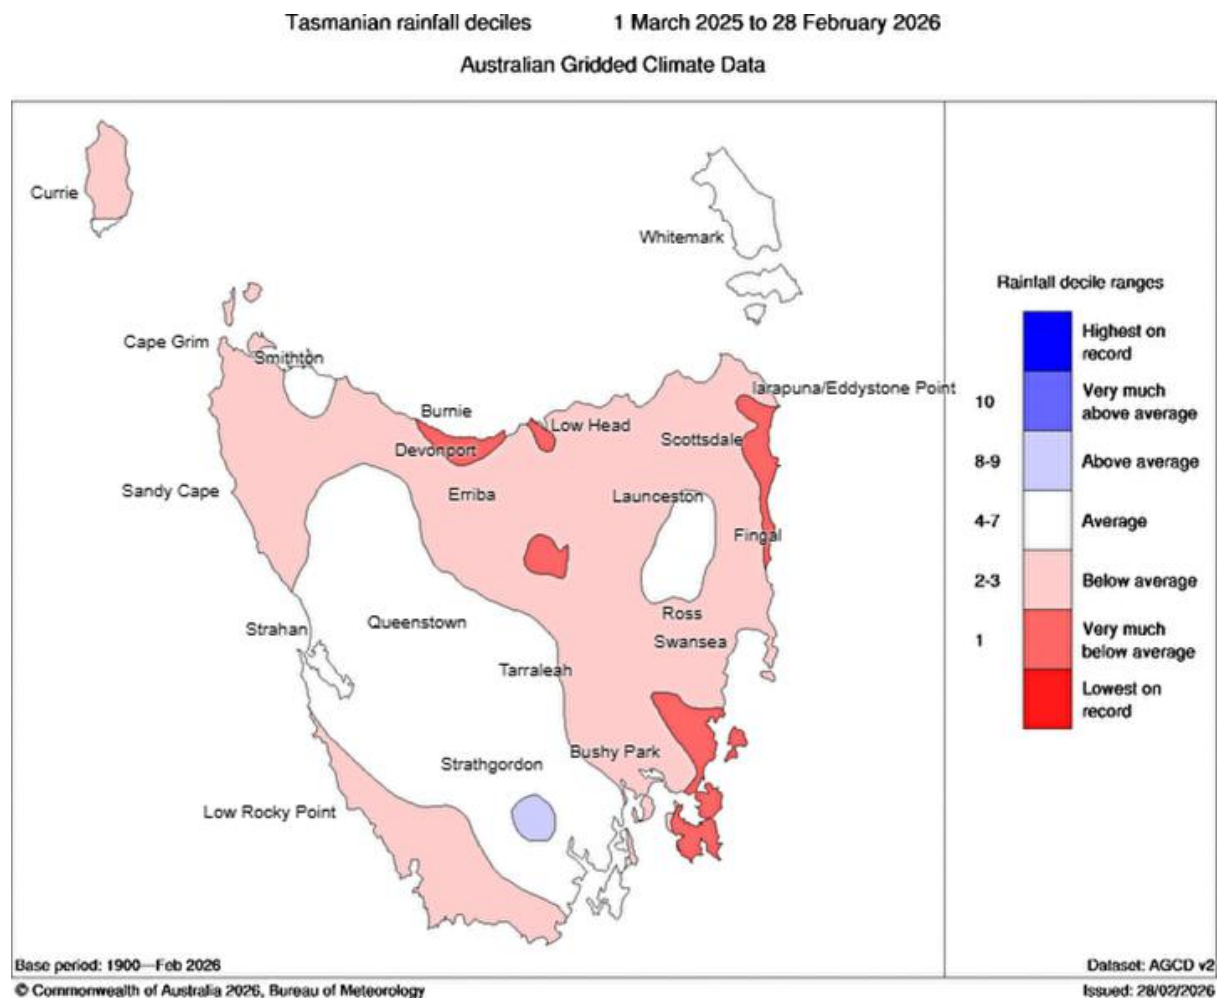 Tasmanian rainfall deciles 1 March 2025 to 28 February 2026
Australian Gridded Climate Data
Currie
Whitemark
Cape Grim
Smithton
larapuna/Eddystone Point
Burnie
Low Head
Scottsdale
Devonport
Sandy Cape
Erriba
Launceston
Fingal
Ross
Queenstown
Strahan
Swansea
Tarraleah
Bushy Park
Strathgordon
Low Rocky Point
Rainfall decile ranges
Highest on
record
10
Very much
above average
8-9
Above average
4-7
Average
2-3
Below average
1
Very much
below average
Lowest on
record
Base period: 1900—Feb 2026
Dataset: AGCD v2
© Commonwealth of Australia 2026, Bureau of Meteorology
Issued: 28/02/2026